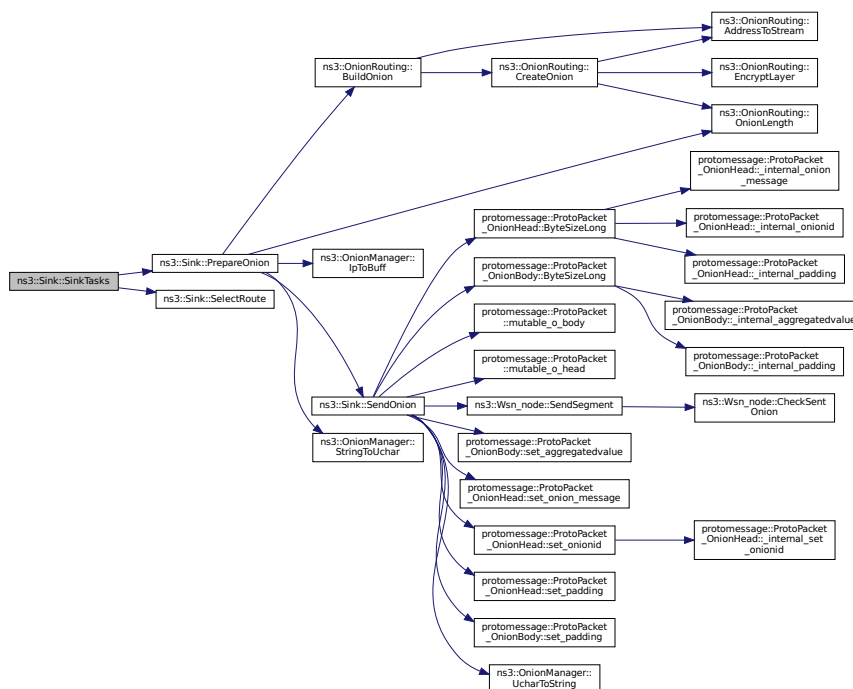 ns3::Sink::SinkTasks
ns3::Sink::PrepareOnion
ns3::Sink::SelectRoute
ns3::OnionRouting::
BuildOnion
ns3::OnionManager::
IpToBuff
ns3::Sink::SendOnion
ns3::OnionManager::
StringToUchar
ns3::OnionRouting::
CreateOnion
protomessage::ProtoPacket
_OnionHead::ByteSizeLong
protomessage::ProtoPacket
_OnionBody::ByteSizeLong
protomessage::ProtoPacket
::mutable_o_body
protomessage::ProtoPacket
::mutable_o_head
ns3::Wsn_node::SendSegment
protomessage::ProtoPacket
_OnionBody::set_aggregatedvalue
protomessage::ProtoPacket
_OnionHead::set_onion_message
protomessage::ProtoPacket
_OnionHead::set_onionid
protomessage::ProtoPacket
_OnionHead::set_padding
protomessage::ProtoPacket
_OnionBody::set_padding
ns3::OnionManager::
UcharToString
ns3::OnionRouting::
AddressToStream
ns3::OnionRouting::
EncryptLayer
ns3::OnionRouting::
OnionLength
protomessage::ProtoPacket
_OnionHead::_internal_onion
_message
protomessage::ProtoPacket
_OnionHead::_internal_onionid
protomessage::ProtoPacket
_OnionHead::_internal_padding
protomessage::ProtoPacket
_OnionBody::_internal_aggregatedvalue
protomessage::ProtoPacket
_OnionBody::_internal_padding
ns3::Wsn_node::CheckSent
Onion
protomessage::ProtoPacket
_OnionHead::_internal_set
_onionid